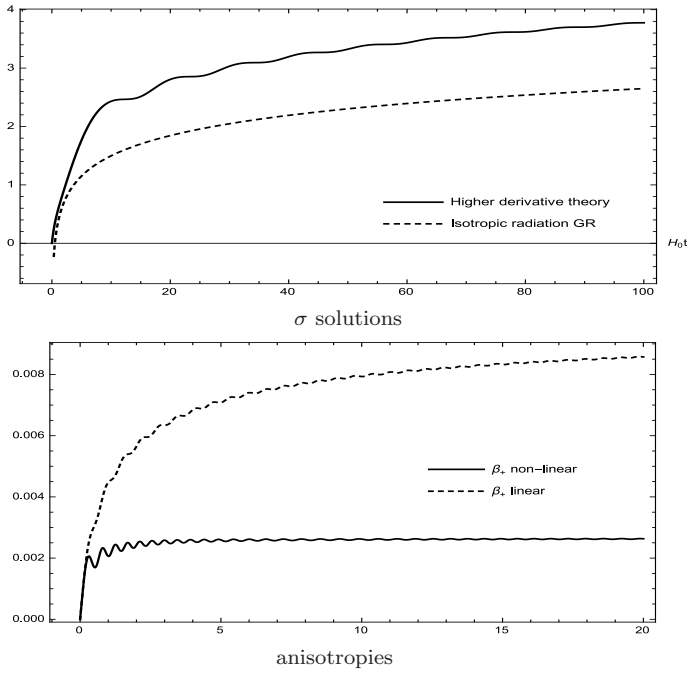 4
3
2
1
0
Higher derivative theory
Isotropic radiation GR
H₀t
0 20 40 60 80 100
σ solutions
0.008
0.006
0.004
0.002
0.000
β₊ non-linear
β₊ linear
0 5 10 15 20
anisotropies